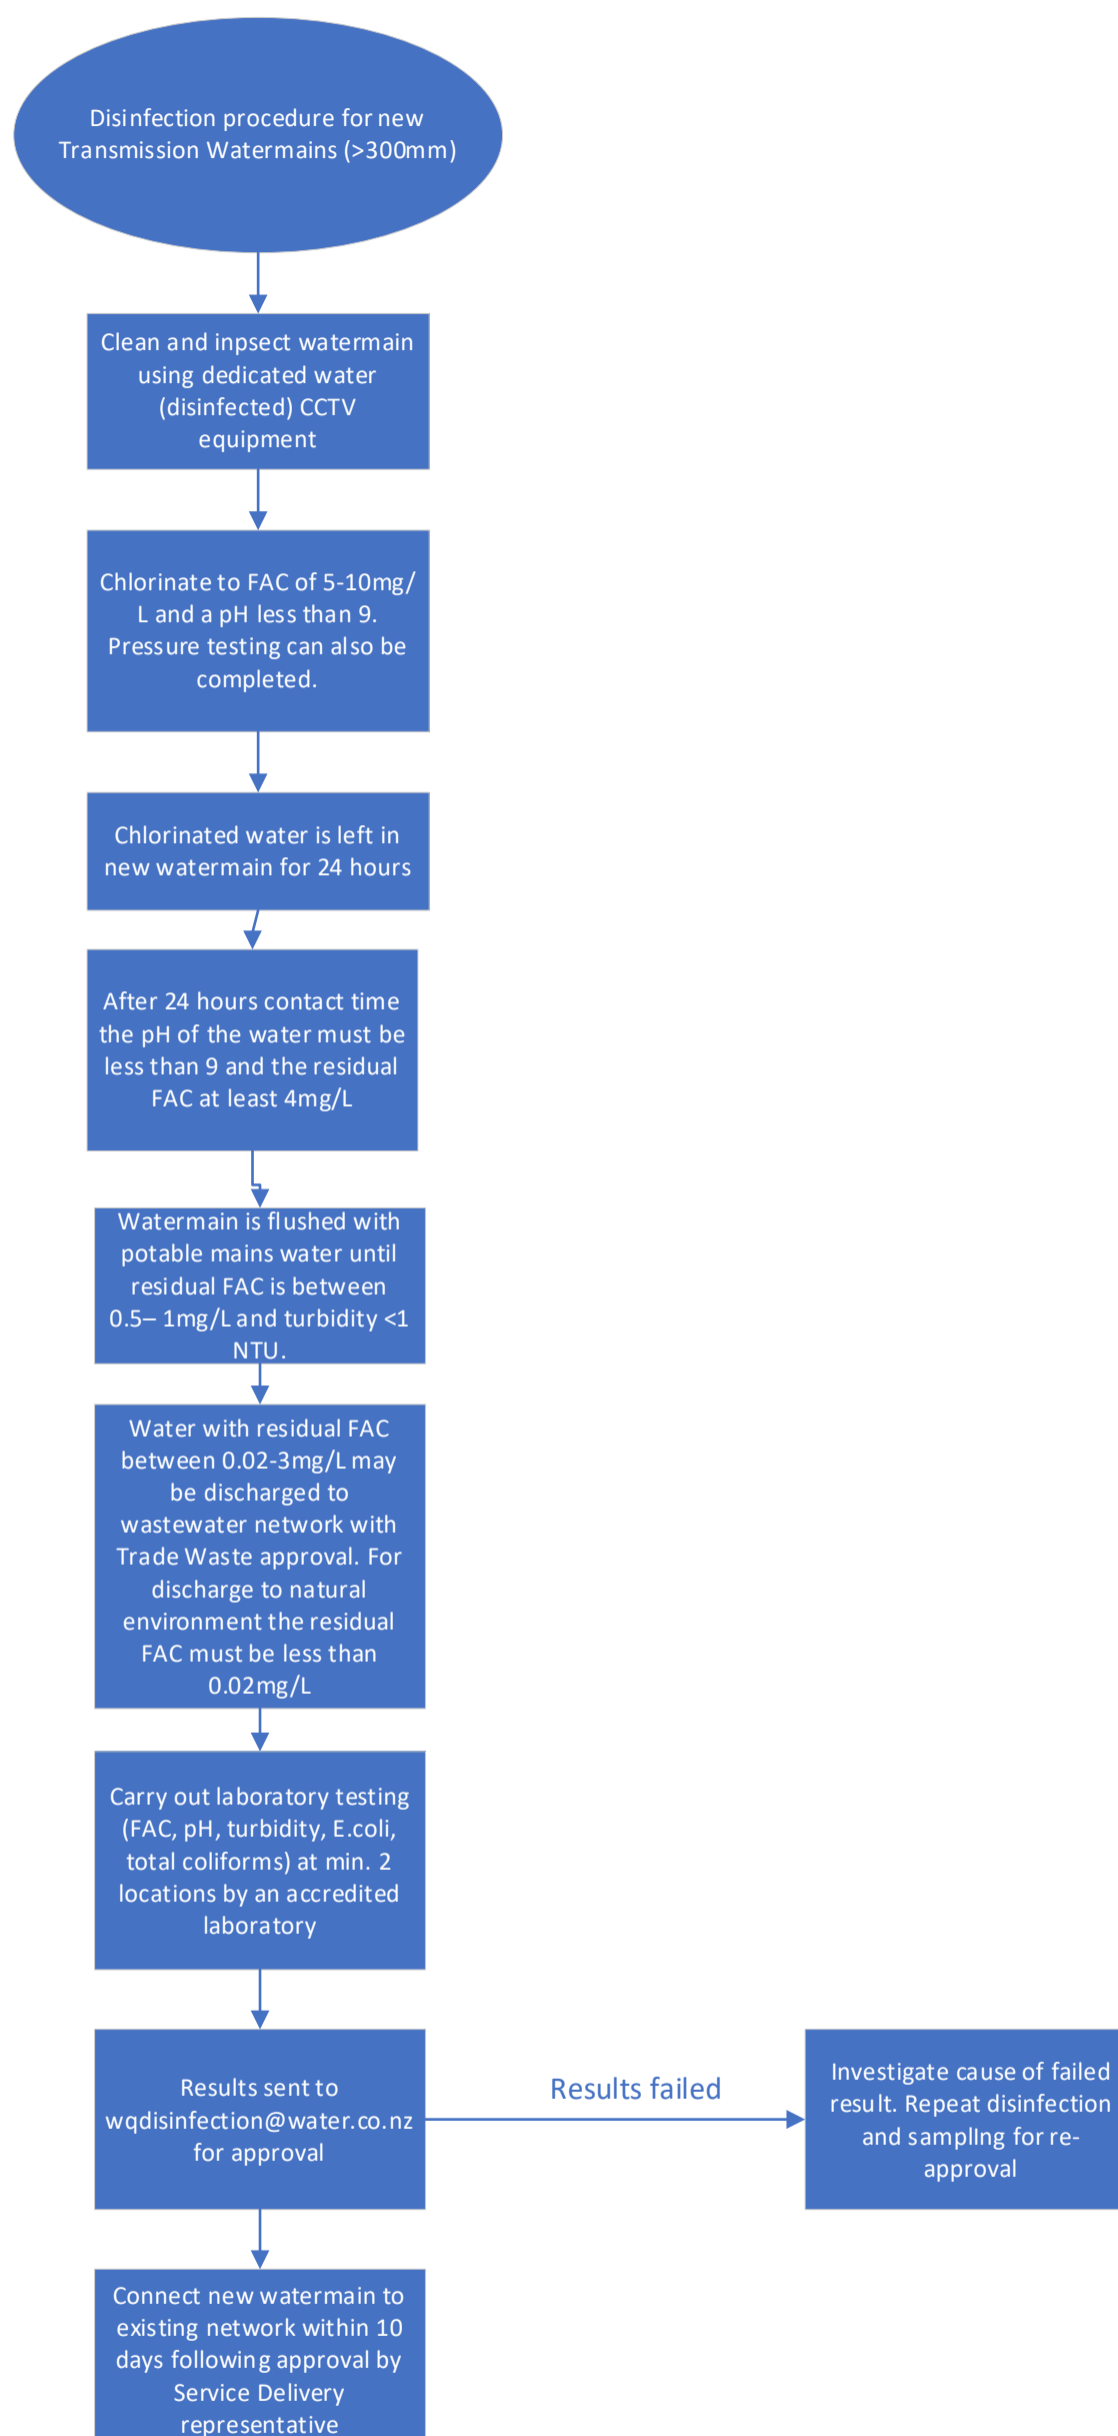 Disinfection procedure for new
Transmission Watermains (>300mm)
Clean and inpsect watermain
using dedicated water
(disinfected) CCTV
equipment
Chlorinate to FAC of 5-10mg/
L and a pH less than 9.
Pressure testing can also be
completed.
Chlorinated water is left in
new watermain for 24 hours
After 24 hours contact time
the pH of the water must be
less than 9 and the residual
FAC at least 4mg/L
Watermain is flushed with
potable mains water until
residual FAC is between
0.5– 1mg/L and turbidity <1
NTU.
Water with residual FAC
between 0.02-3mg/L may
be discharged to
wastewater network with
Trade Waste approval. For
discharge to natural
environment the residual
FAC must be less than
0.02mg/L
Carry out laboratory testing
(FAC, pH, turbidity, E.coli,
total coliforms) at min. 2
locations by an accredited
laboratory
Results sent to
wqdisinfection@water.co.nz
for approval
Results failed
Investigate cause of failed
result. Repeat disinfection
and samplIng for re-
approval
Connect new watermain to
existing network within 10
days following approval by
Service Delivery
representative